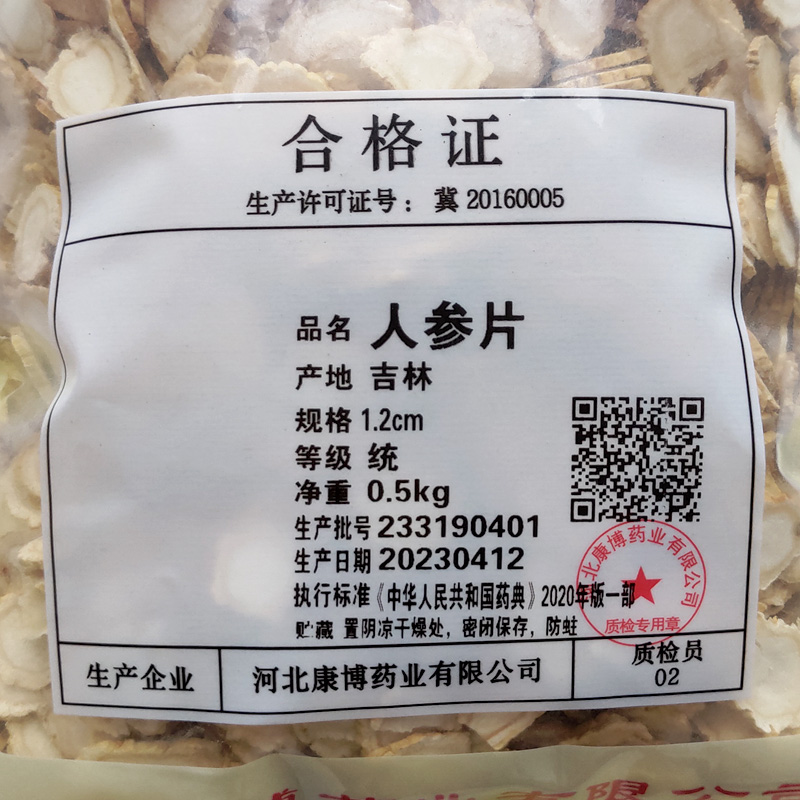 合格证
生产许可证号：冀 20160005
品名 人参片
产地 吉林
规格 1.2cm
等级 统
净重 0.5kg
生产批号 233190401
生产日期 20230412
执行标准《中华人民共和国药典》2020年版一部
贮藏 置阴凉干燥处，密闭保存，防蛀
北康博药业有限公司
质检专用章
生产企业
河北康博药业有限公司
质检员
02
有限公司